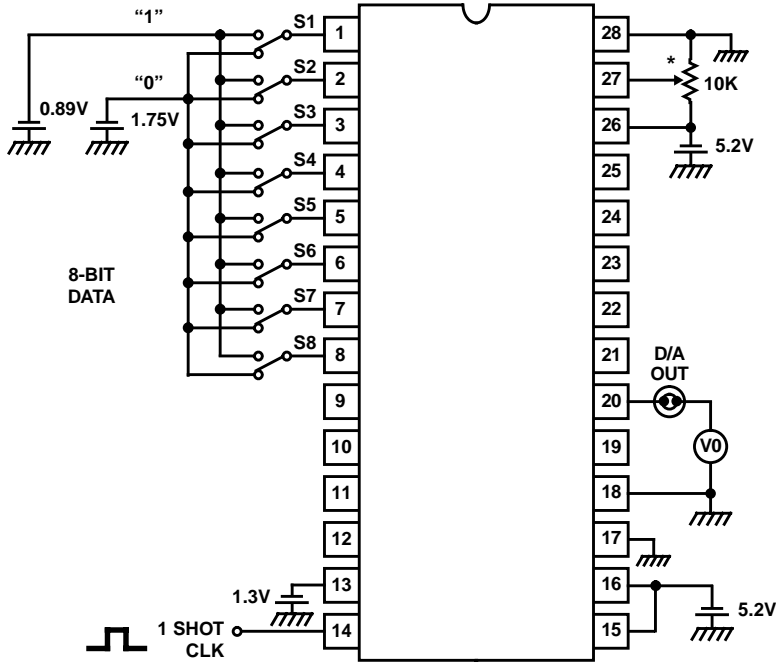 “1”
S1
1
28
“0”
S2
2
27
*
10K
0.89V
1.75V
S3
3
26
5.2V
S4
4
25
S5
5
24
8-BIT
DATA
S6
6
23
S7
7
22
S8
8
21
D/A
OUT
9
20
10
19
V0
11
18
12
17
1.3V
13
16
5.2V
1 SHOT
CLK
14
15